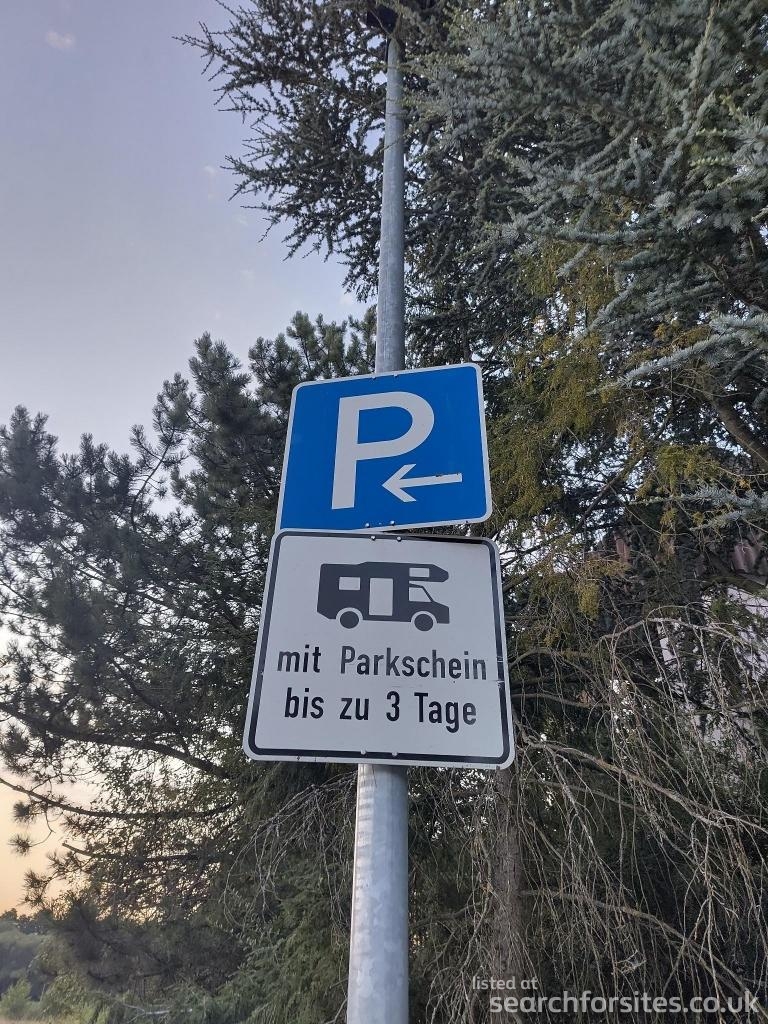 P
mit Parkschein
bis zu 3 Tage
listed at
searchforsites.co.uk